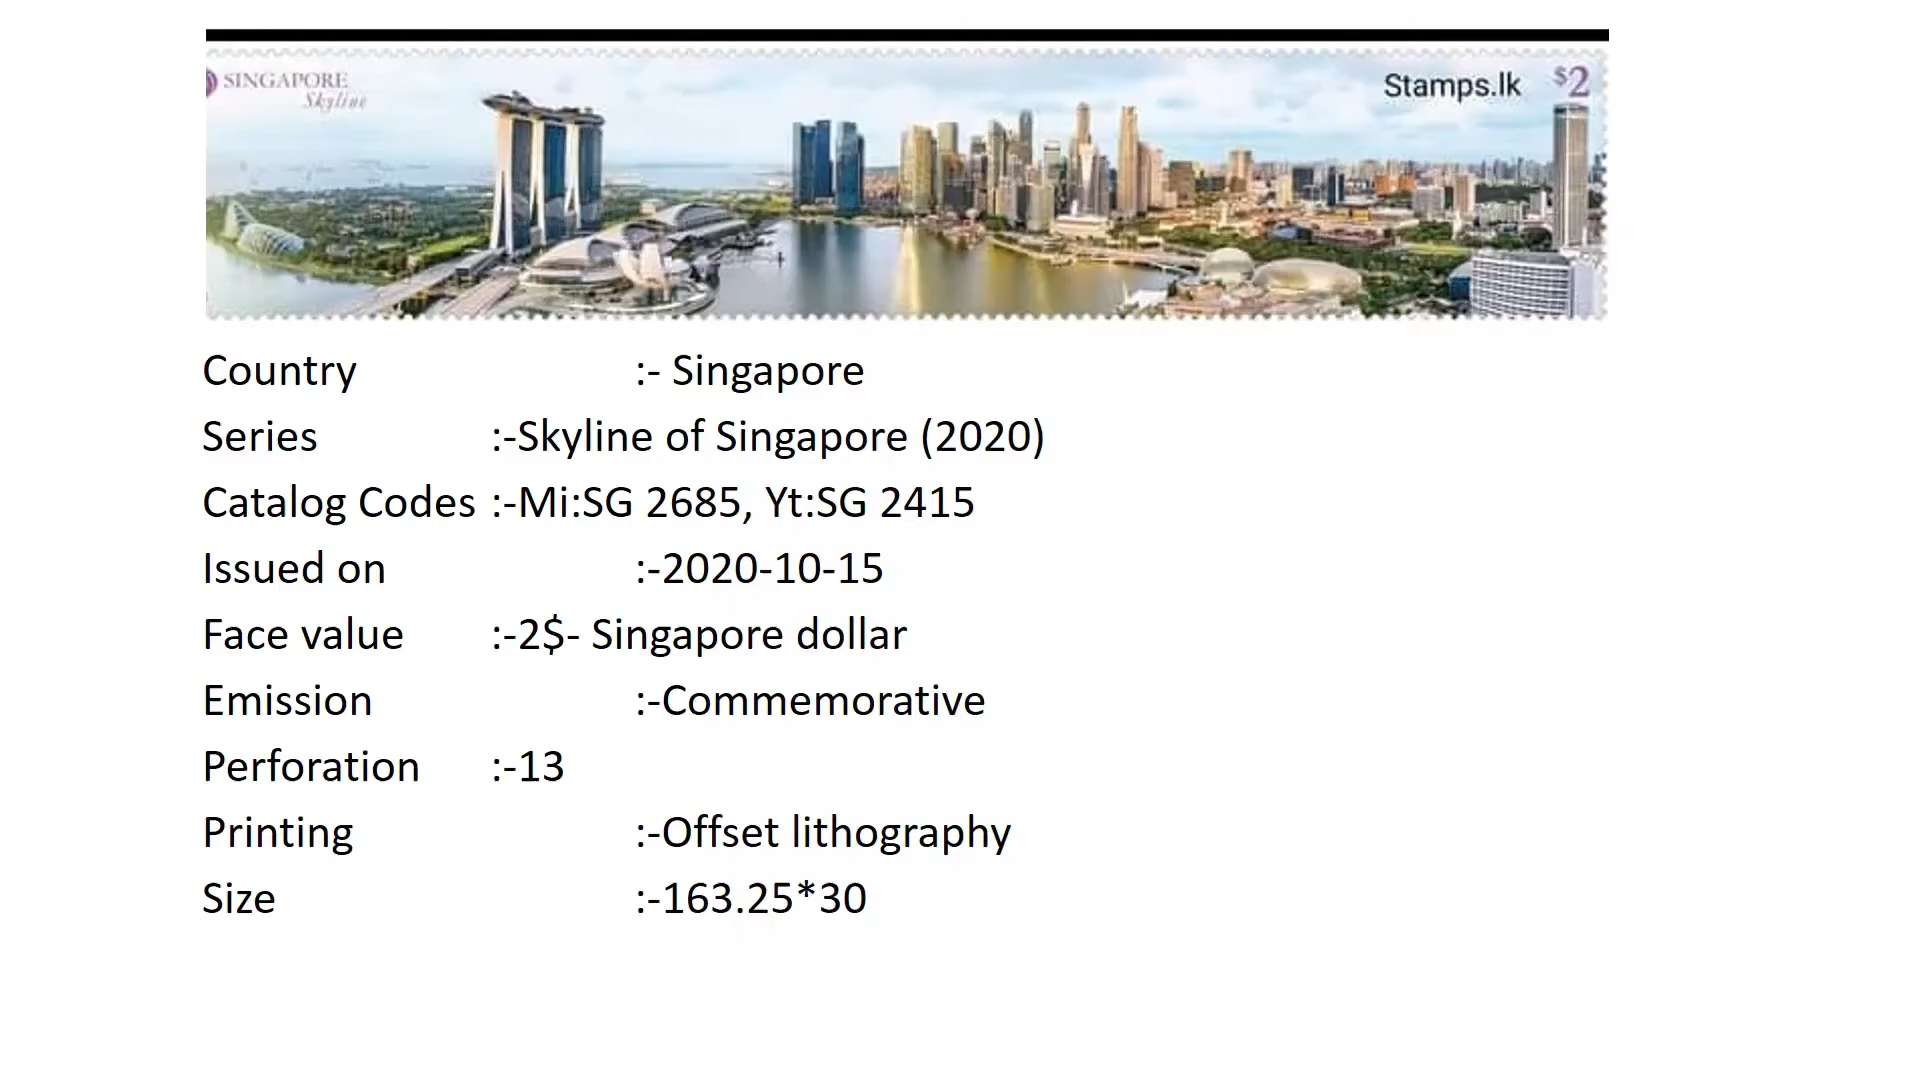 SINGAPORE
Skyline
Stamps.lk $2
Country :- Singapore
Series :-Skyline of Singapore (2020)
Catalog Codes :-Mi:SG 2685, Yt:SG 2415
Issued on :-2020-10-15
Face value :-2$- Singapore dollar
Emission :-Commemorative
Perforation :-13
Printing :-Offset lithography
Size :-163.25*30